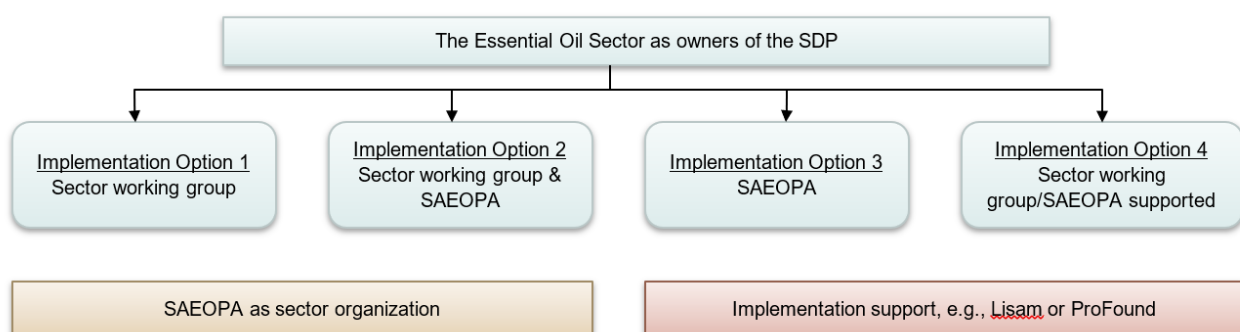 The Essential Oil Sector as owners of the SDP
Implementation Option 1
Sector working group
Implementation Option 2
Sector working group &
SAEOPA
Implementation Option 3
SAEOPA
Implementation Option 4
Sector working
group/SAEOPA supported
SAEOPA as sector organization
Implementation support, e.g., Lisam or ProFound